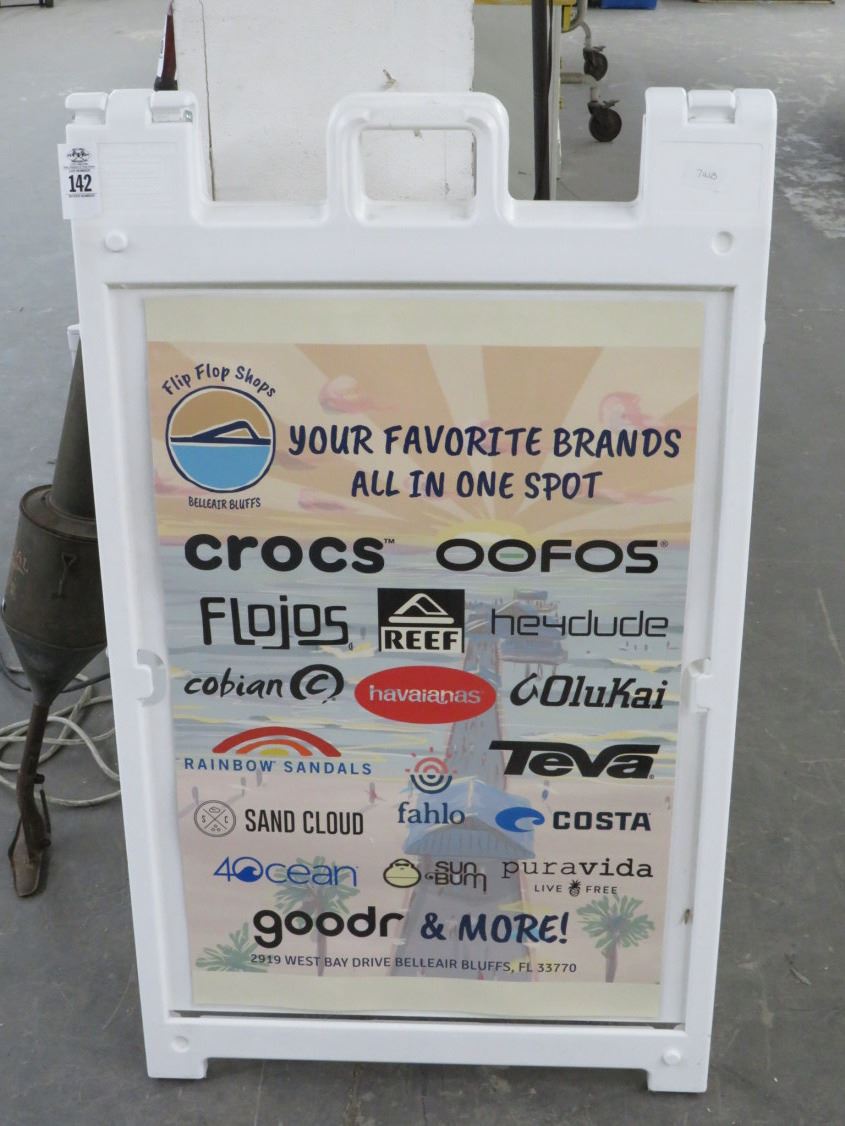 142
Flip Flop Shops
BELLEAIR BLUFFS
YOUR FAVORITE BRANDS
ALL IN ONE SPOT
crocs™ OOFOS®
FLOJOS REEF heydude
cobian C havaianas OluKai
RAINBOW SANDALS fahlo Teva
S C SAND CLOUD COSTA
4Ocean SUN BUM puravida
LIVE FREE
goodr & MORE!
2919 WEST BAY DRIVE BELLEAIR BLUFFS, FL 33770